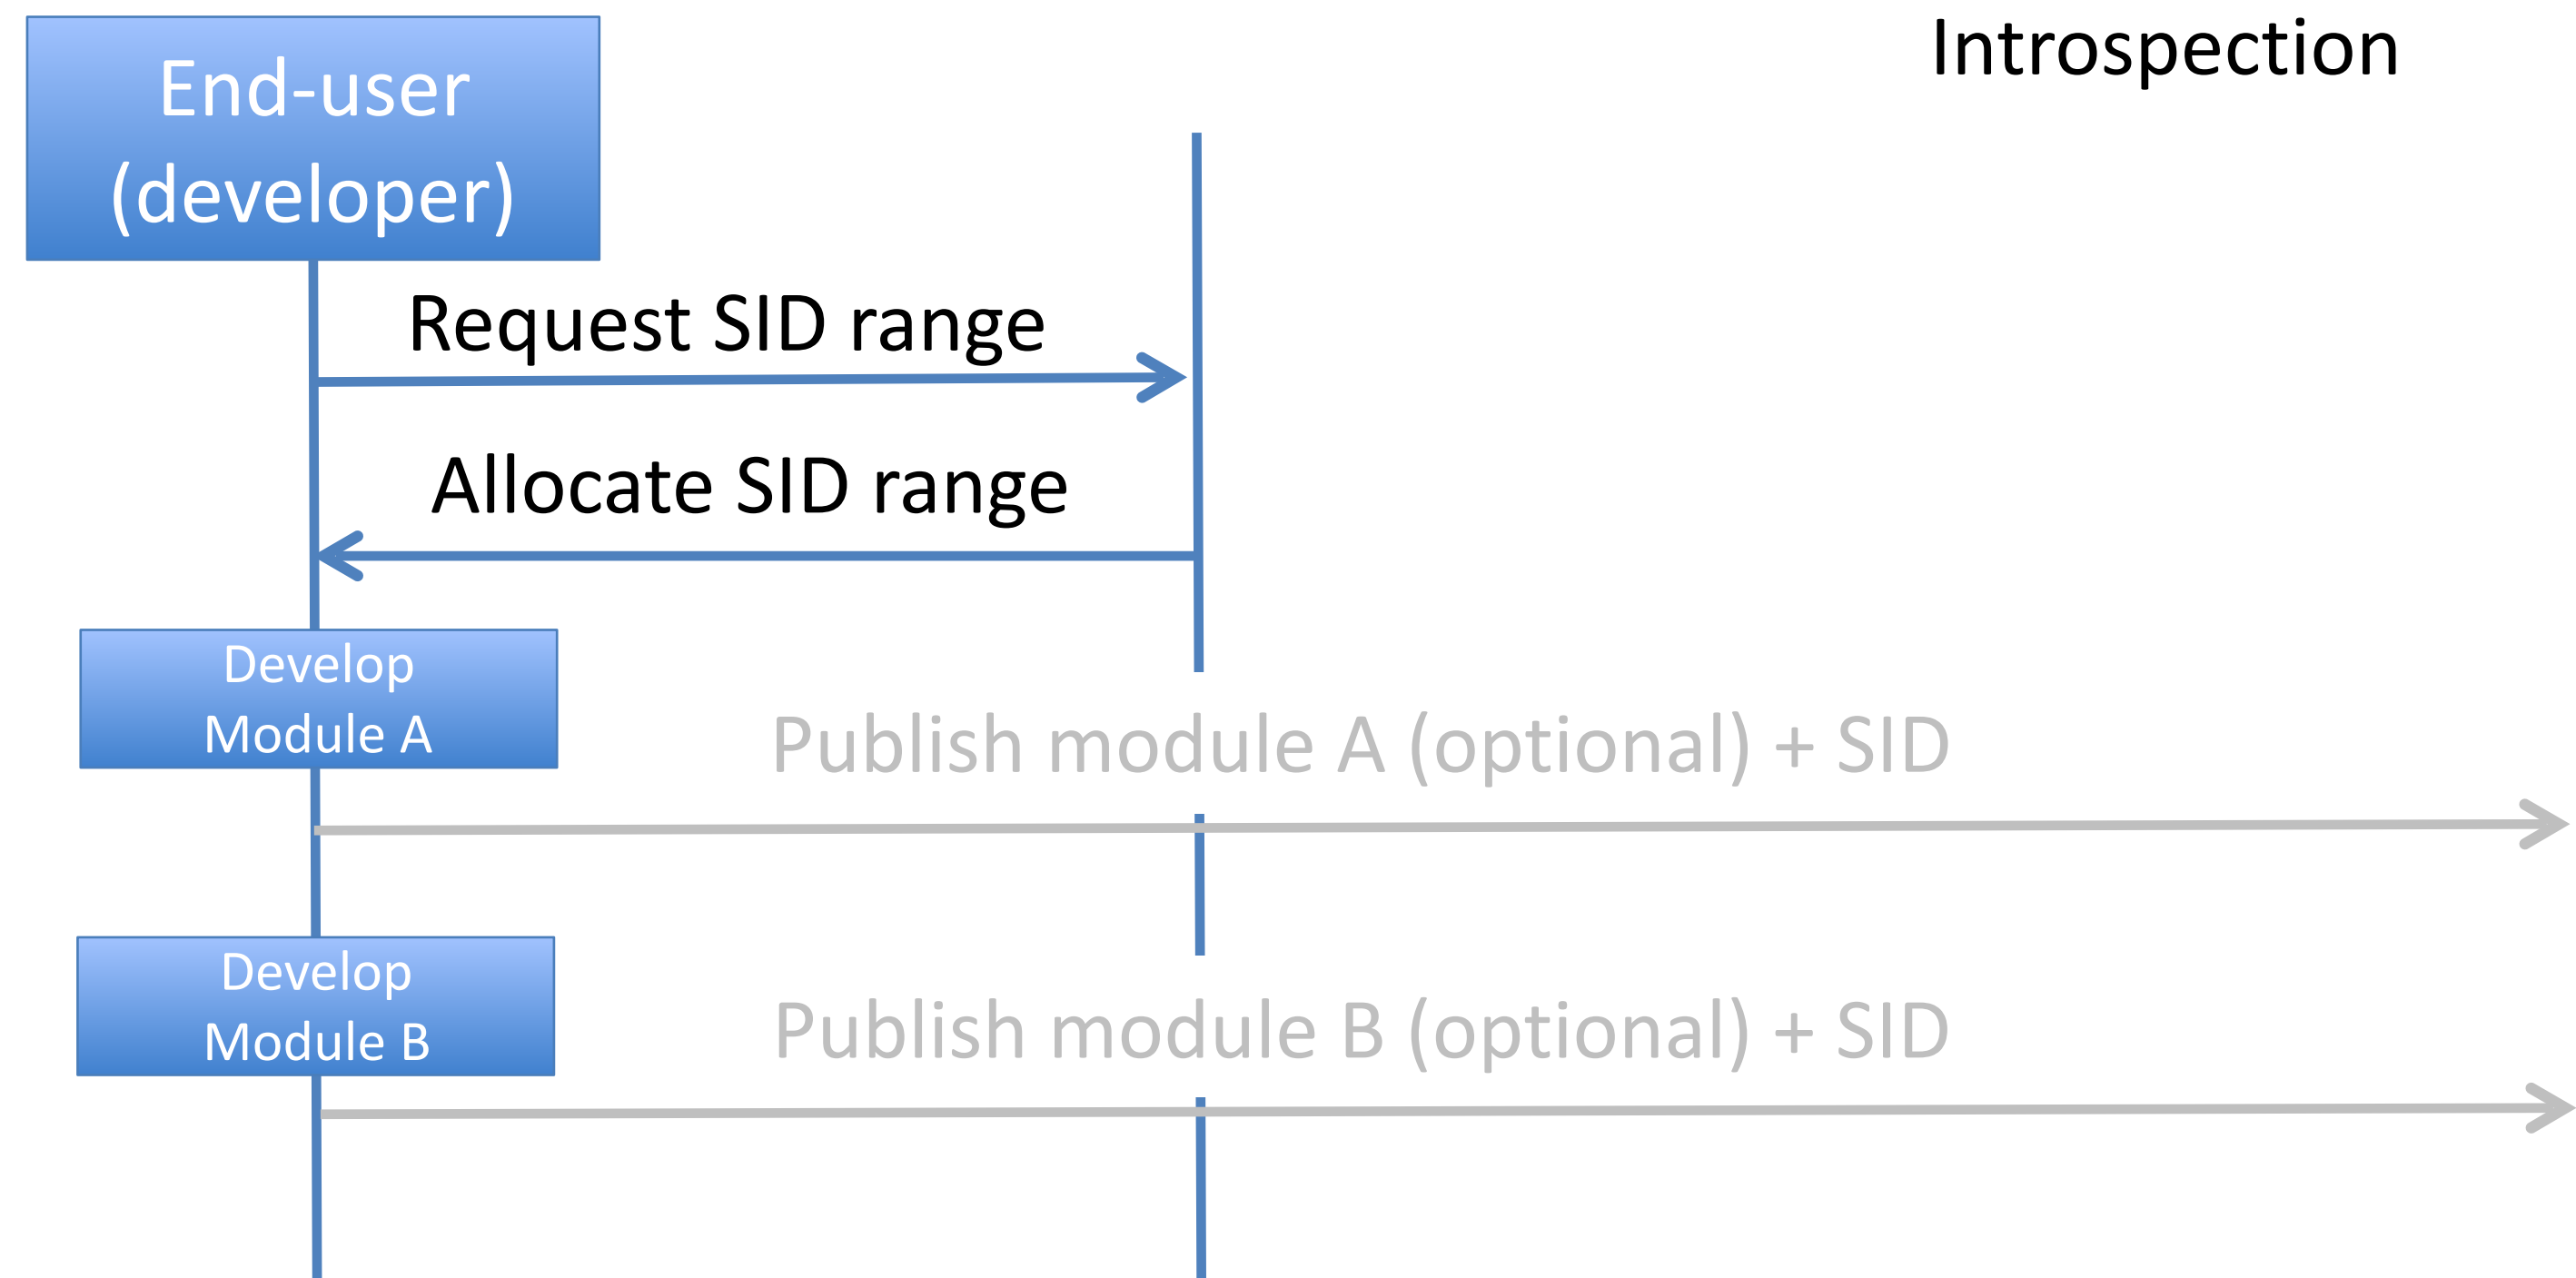 End-user
(developer)
Introspection
Request SID range
Allocate SID range
Develop
Module A
Publish module A (optional) + SID
Develop
Module B
Publish module B (optional) + SID